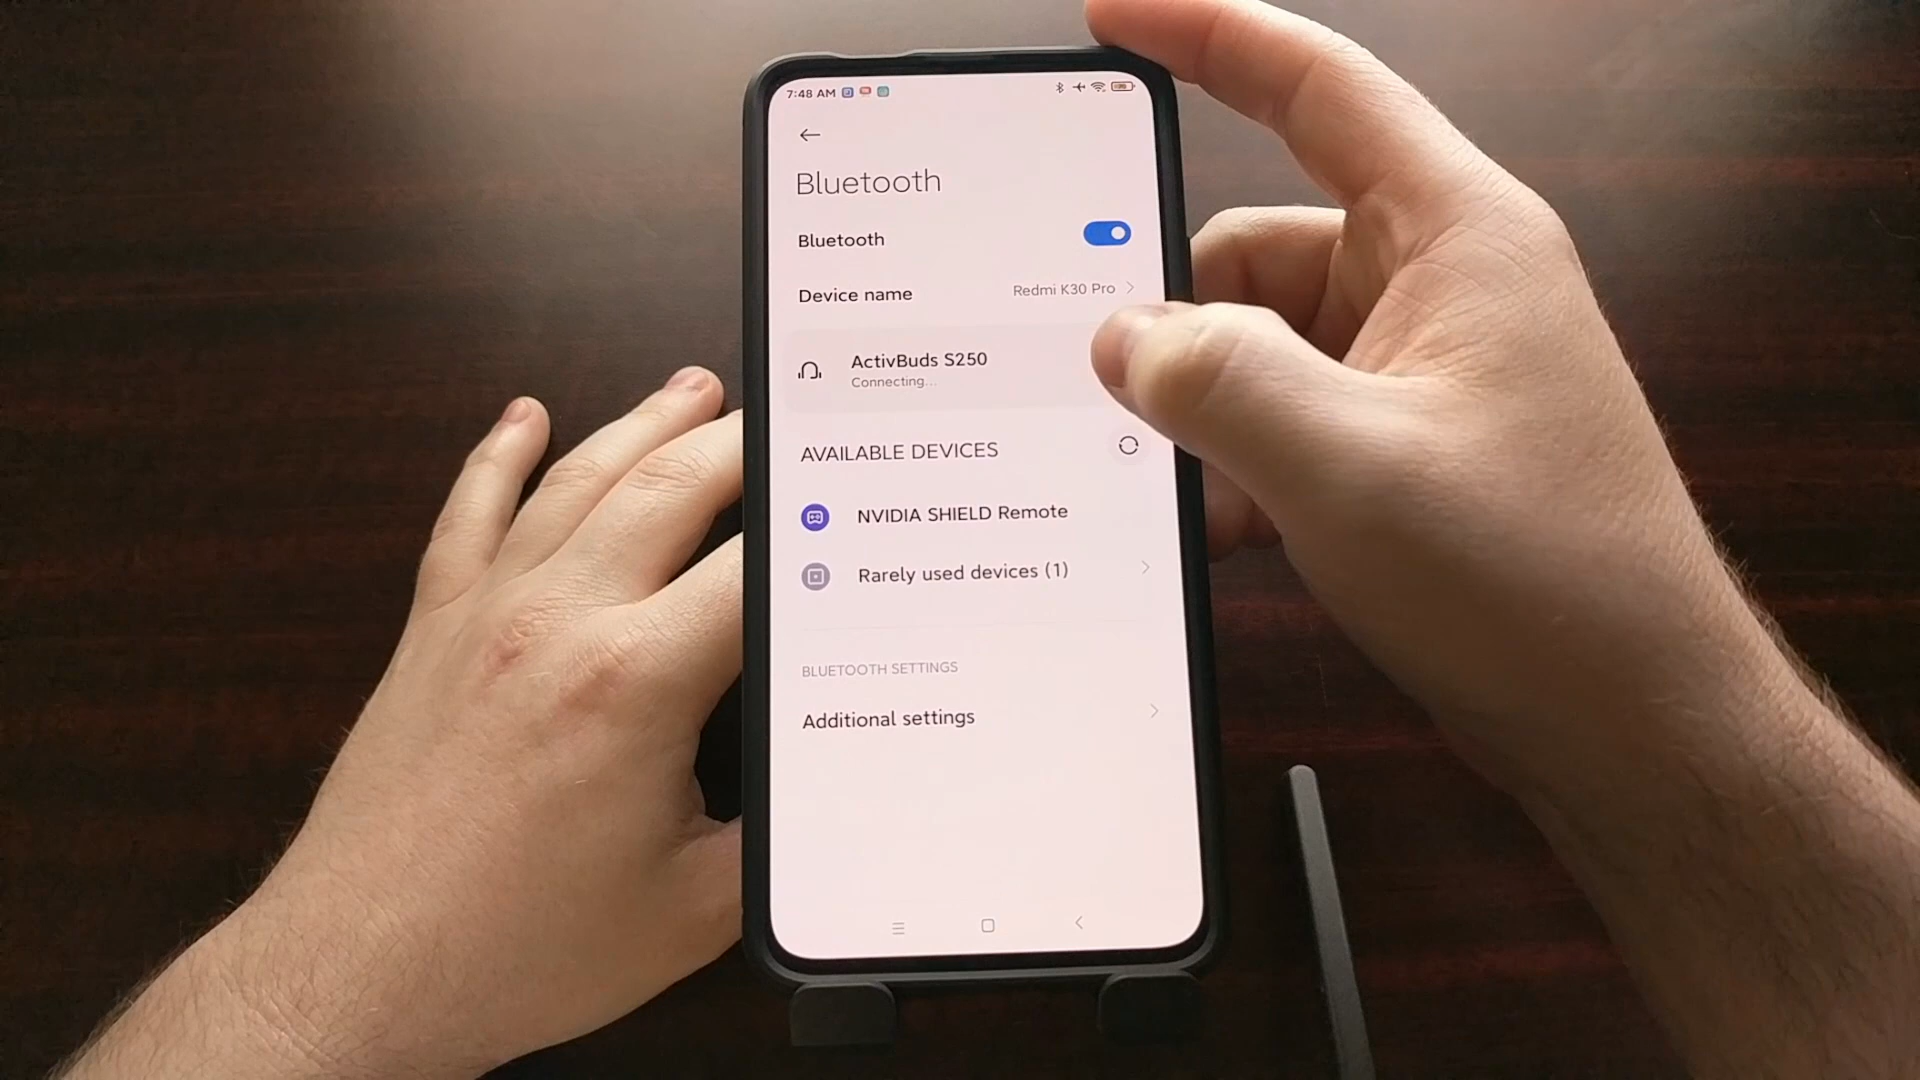 7:48 AM
Bluetooth
Bluetooth
Device name
Redmi K30 Pro
ActivBuds S250
Connecting...
AVAILABLE DEVICES
NVIDIA SHIELD Remote
Rarely used devices (1)
BLUETOOTH SETTINGS
Additional settings